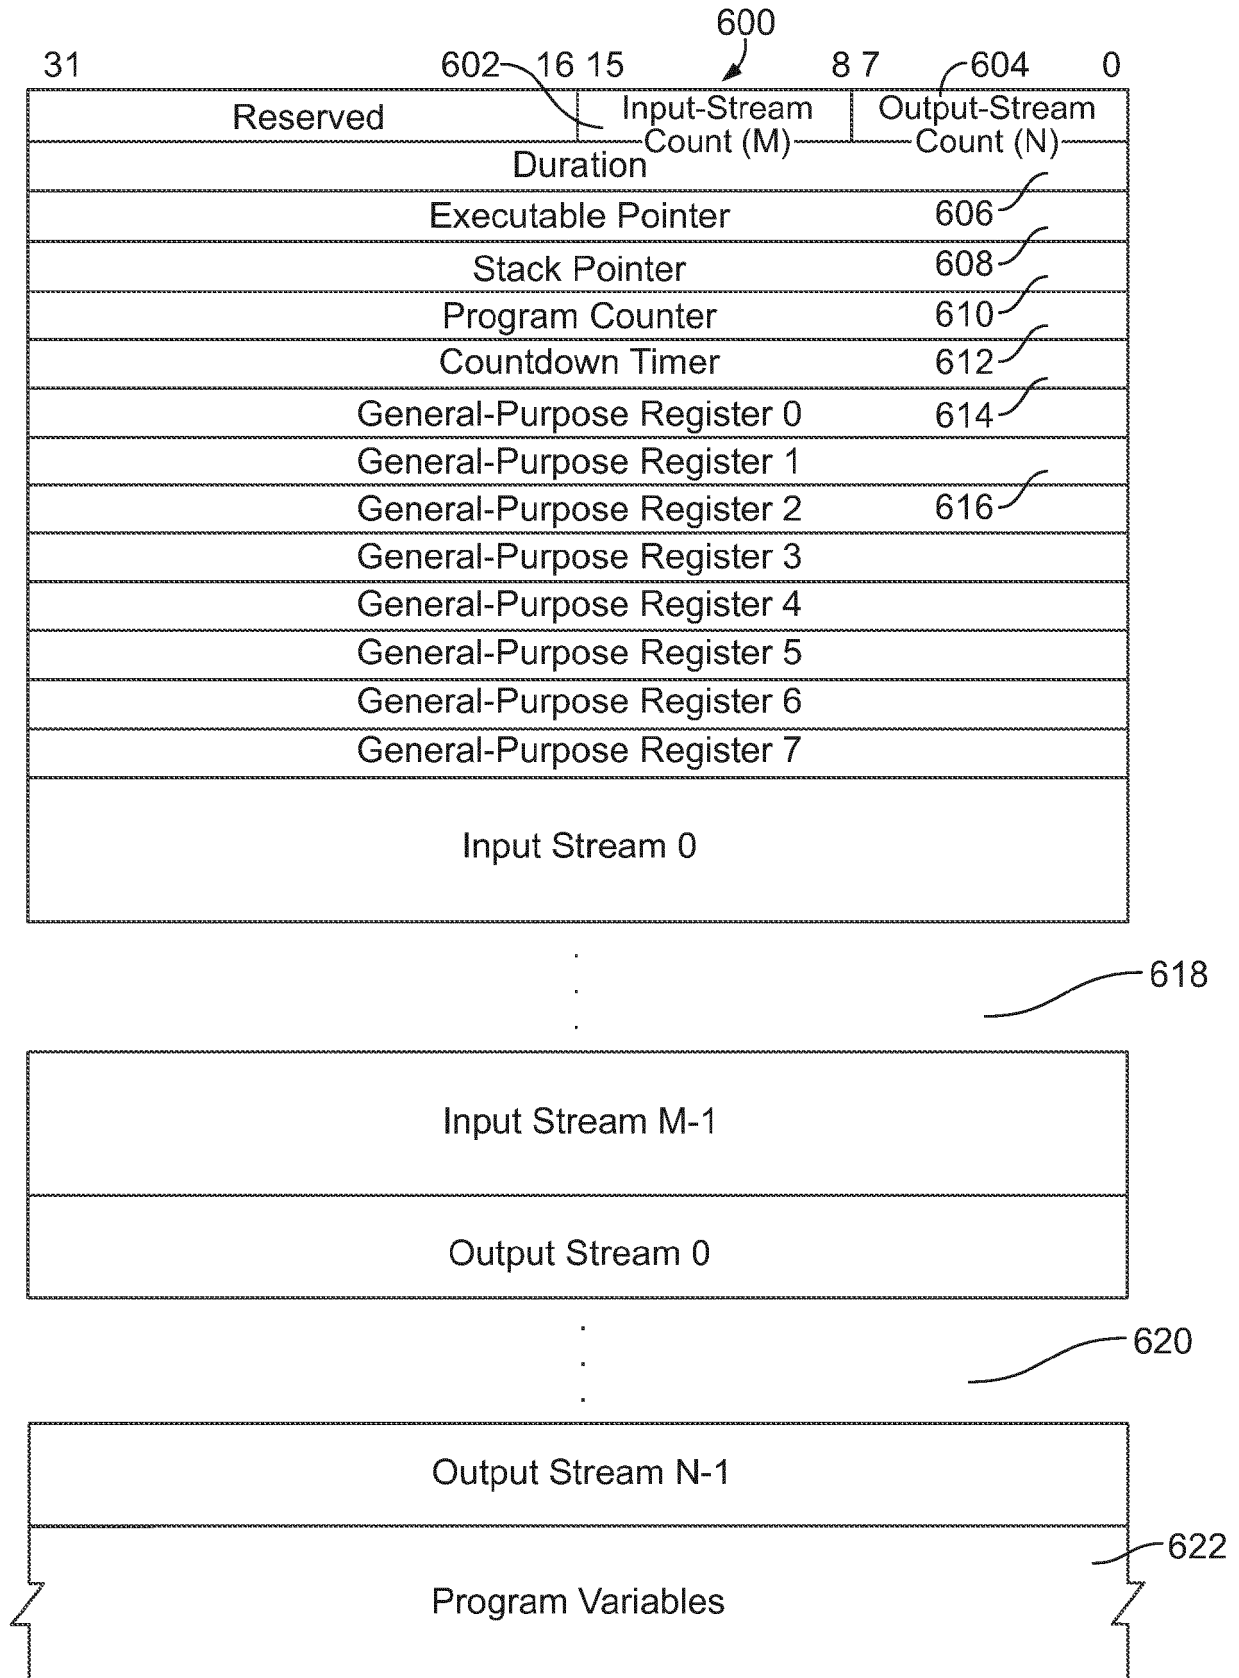 600
31 602 16 15 8 7 604 0
Reserved Input-Stream Output-Stream
Count (M) Count (N)
Duration
606
Executable Pointer
608
Stack Pointer
610
Program Counter
612
Countdown Timer
614
General-Purpose Register 0
General-Purpose Register 1
616
General-Purpose Register 2
General-Purpose Register 3
General-Purpose Register 4
General-Purpose Register 5
General-Purpose Register 6
General-Purpose Register 7
Input Stream 0
618
Input Stream M-1
Output Stream 0
620
Output Stream N-1
622
Program Variables